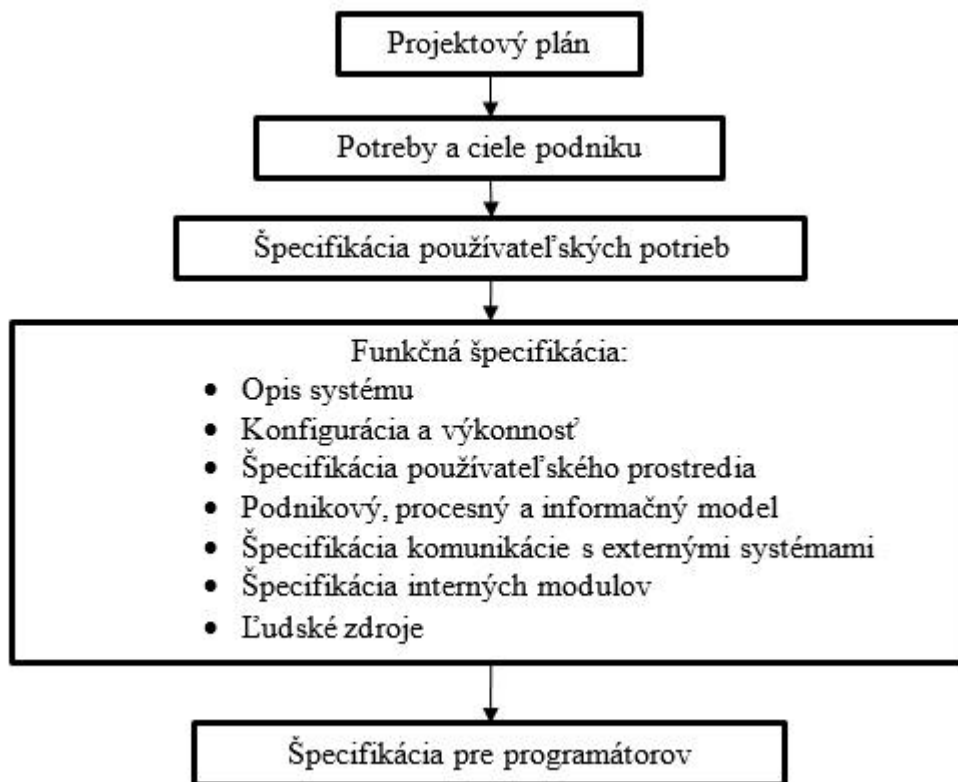 Projektový plán
Potreby a ciele podniku
Špecifikácia používateľských potrieb
Funkčná špecifikácia:
• Opis systému
• Konfigurácia a výkonnosť
• Špecifikácia používateľského prostredia
• Podnikový, procesný a informačný model
• Špecifikácia komunikácie s externými systémami
• Špecifikácia interných modulov
• Ľudské zdroje
Špecifikácia pre programátorov